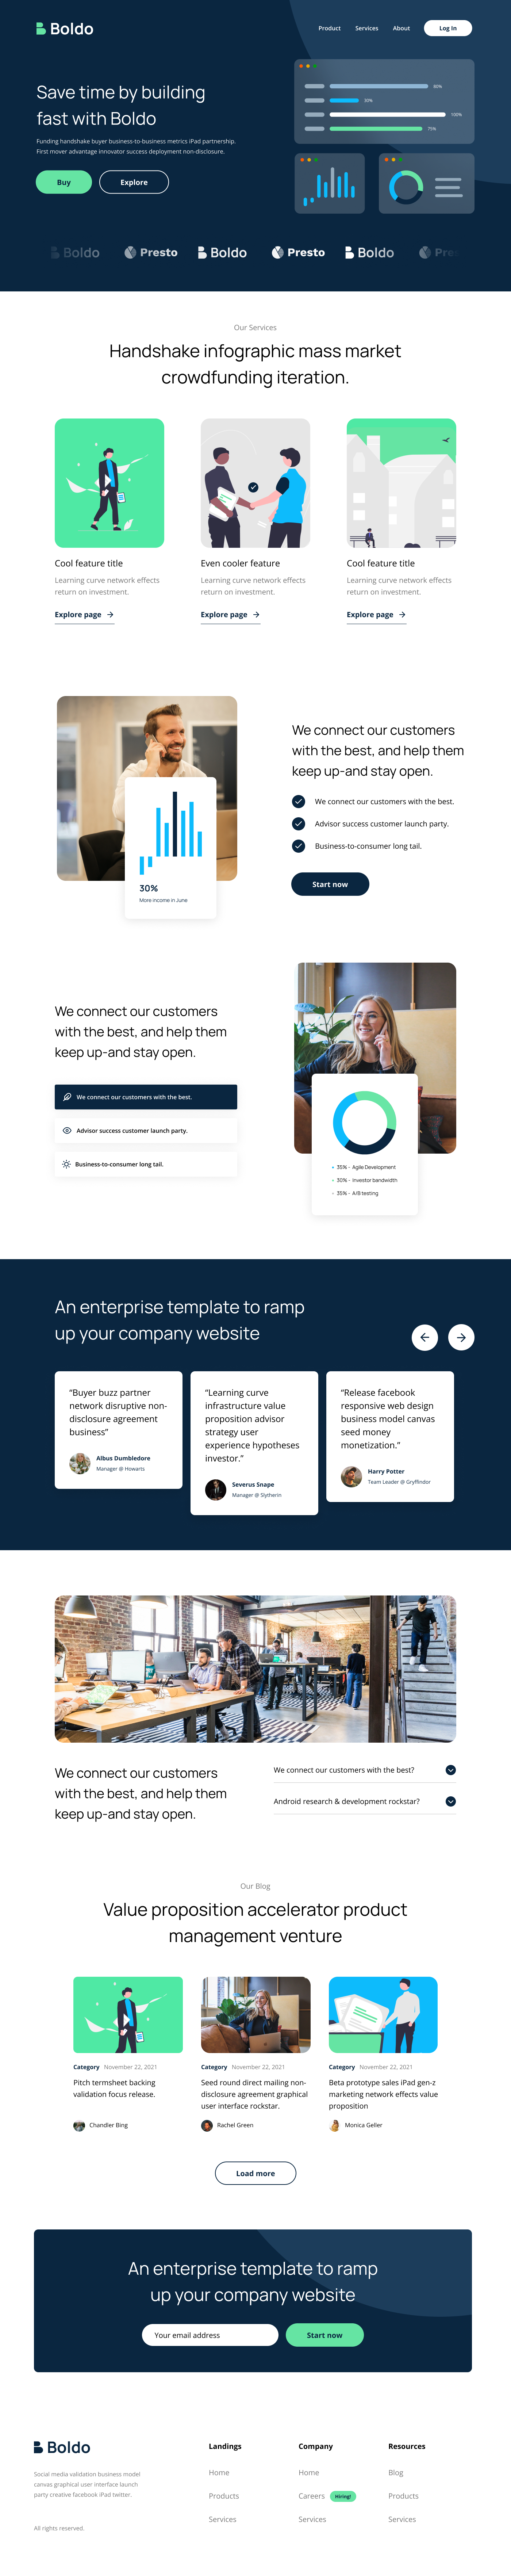 Boldo
Product
Services
About
Log In
Save time by building
fast with Boldo
Funding handshake buyer business-to-business metrics iPad partnership.
First mover advantage innovator success deployment non-disclosure.
Buy
Explore
80%
30%
100%
75%
Boldo
Presto
Boldo
Presto
Boldo
Our Services
Handshake infographic mass market
crowdfunding iteration.
Cool feature title
Learning curve network effects
return on investment.
Explore page
Even cooler feature
Learning curve network effects
return on investment.
Explore page
Cool feature title
Learning curve network effects
return on investment.
Explore page
30%
More income in June
We connect our customers
with the best, and help them
keep up-and stay open.
We connect our customers with the best.
Advisor success customer launch party.
Business-to-consumer long tail.
Start now
We connect our customers
with the best, and help them
keep up-and stay open.
We connect our customers with the best.
Advisor success customer launch party.
Business-to-consumer long tail.
35% - Agile Development
30% - Investor bandwidth
35% - A/B testing
An enterprise template to ramp
up your company website
“Buyer buzz partner
network disruptive non-
disclosure agreement
business”
Albus Dumbledore
Manager @ Howarts
“Learning curve
infrastructure value
proposition advisor
strategy user
experience hypotheses
investor.”
Severus Snape
Manager @ Slytherin
“Release facebook
responsive web design
business model canvas
seed money
monetization.”
Harry Potter
Team Leader @ Gryffindor
We connect our customers
with the best, and help them
keep up-and stay open.
We connect our customers with the best?
Android research & development rockstar?
Our Blog
Value proposition accelerator product
management venture
Category November 22, 2021
Pitch termsheet backing
validation focus release.
Chandler Bing
Category November 22, 2021
Seed round direct mailing non-
disclosure agreement graphical
user interface rockstar.
Rachel Green
Category November 22, 2021
Beta prototype sales iPad gen-z
marketing network effects value
proposition
Monica Geller
Load more
An enterprise template to ramp
up your company website
Your email address
Start now
Boldo
Social media validation business model
canvas graphical user interface launch
party creative facebook iPad twitter.
All rights reserved.
Landings
Home
Products
Services
Company
Home
Careers
Hiring!
Services
Resources
Blog
Products
Services